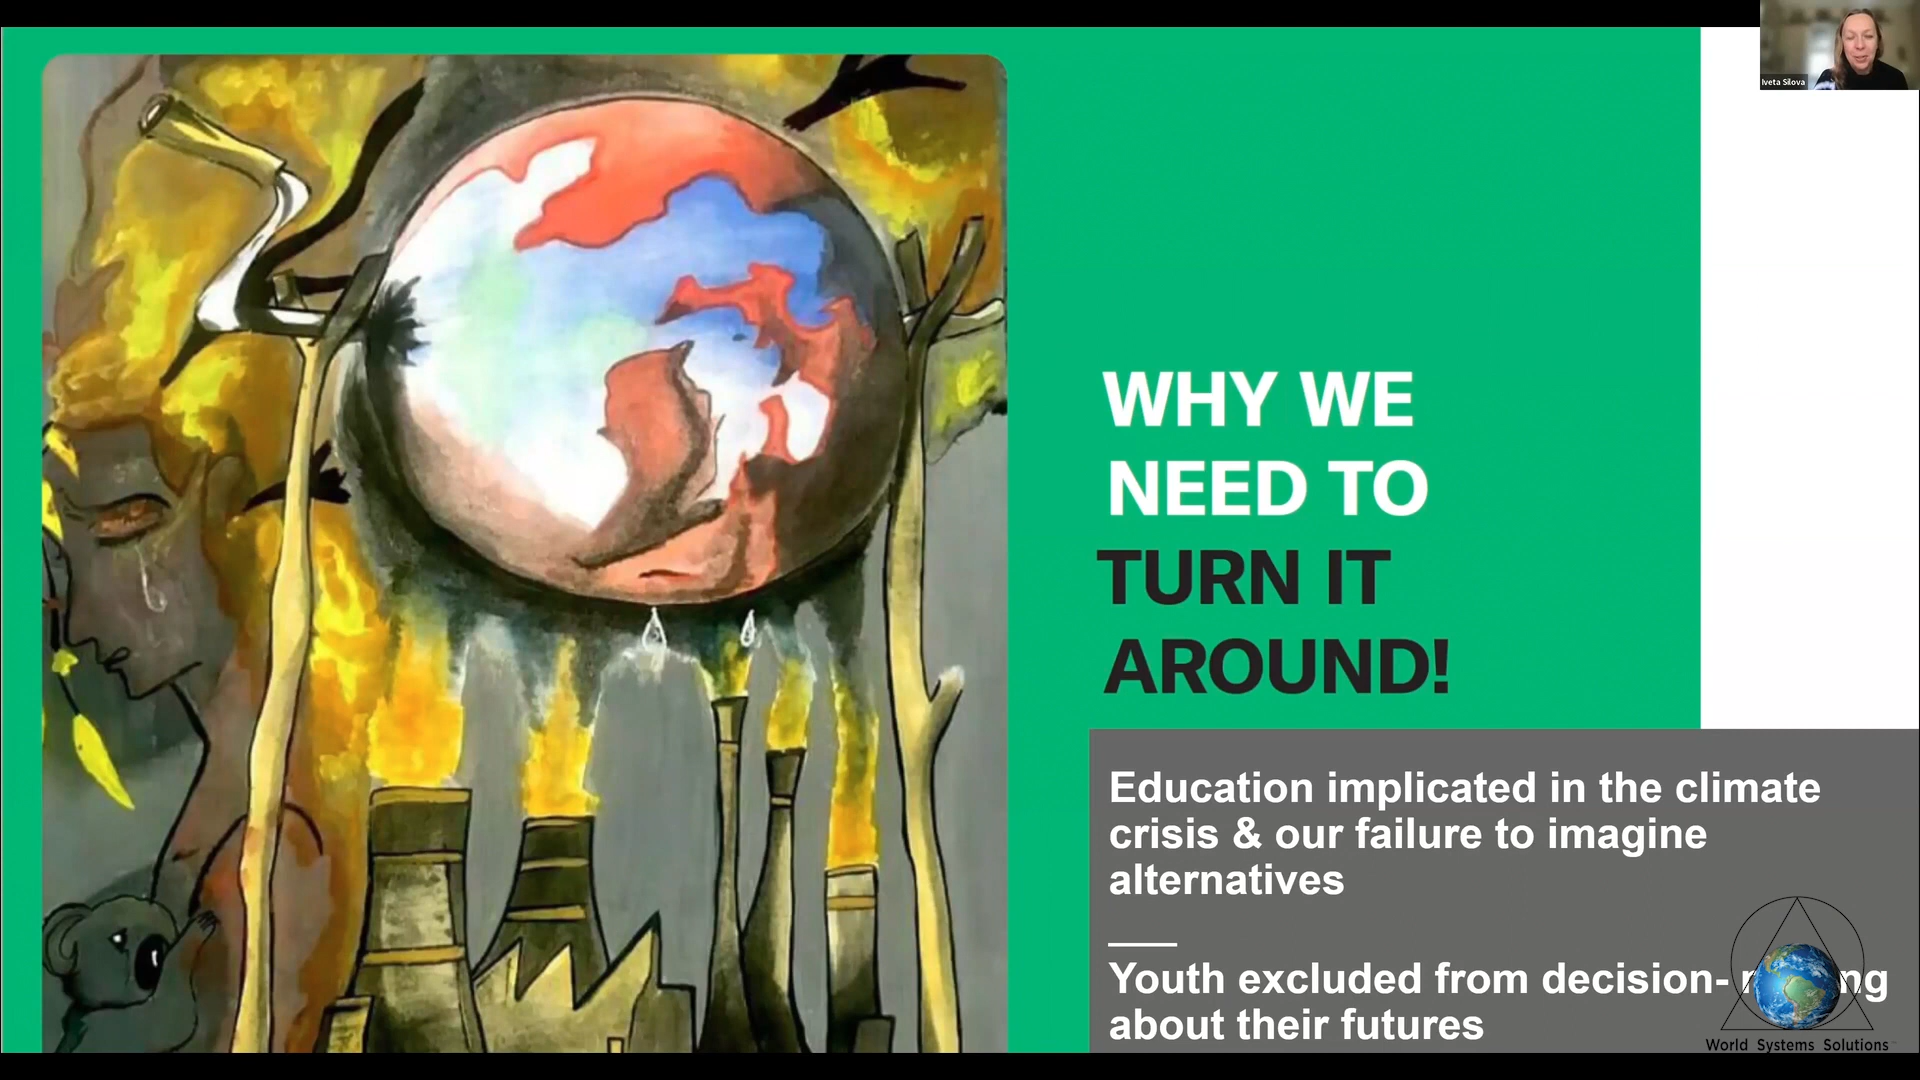 Iveta Silova
WHY WE
NEED TO
TURN IT
AROUND!
Education implicated in the climate
crisis & our failure to imagine
alternatives
Youth excluded from decision-
about their futures
World Systems Solutions